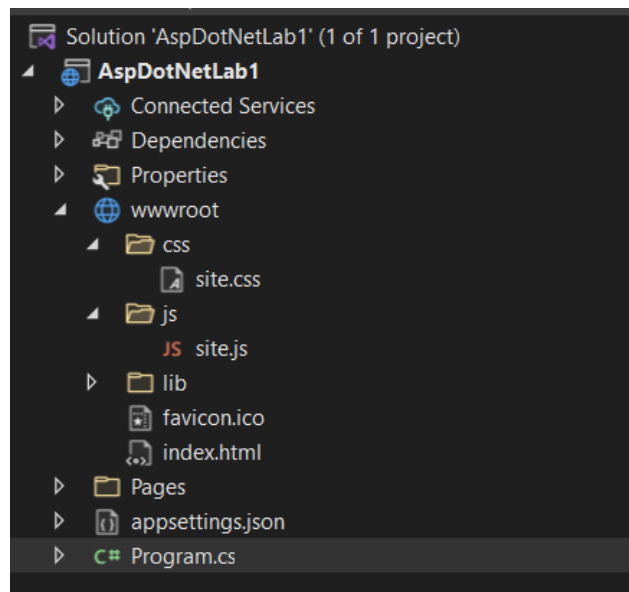 Solution 'AspDotNetLab1' (1 of 1 project)
AspDotNetLab1
Connected Services
Dependencies
Properties
wwwroot
css
site.css
js
JS site.js
lib
favicon.ico
index.html
Pages
appsettings.json
C# Program.cs